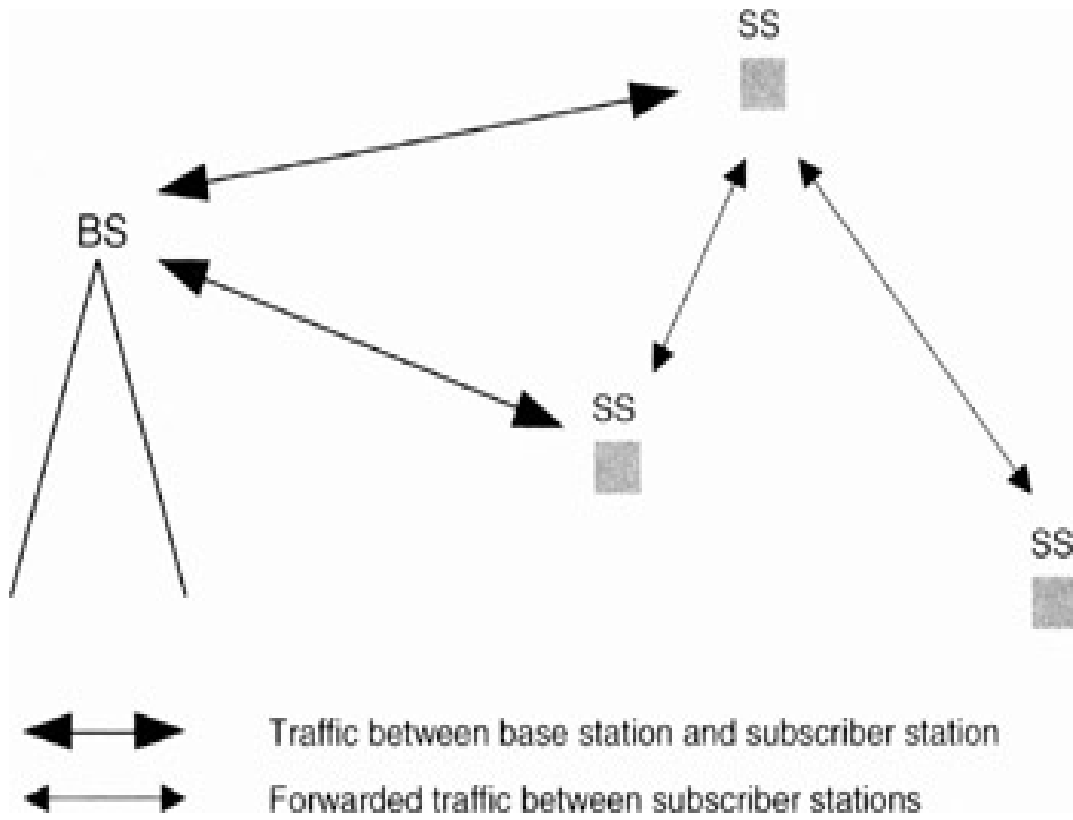 SS
BS
SS
SS
Traffic between base station and subscriber station
Forwarded traffic between subscriber stations